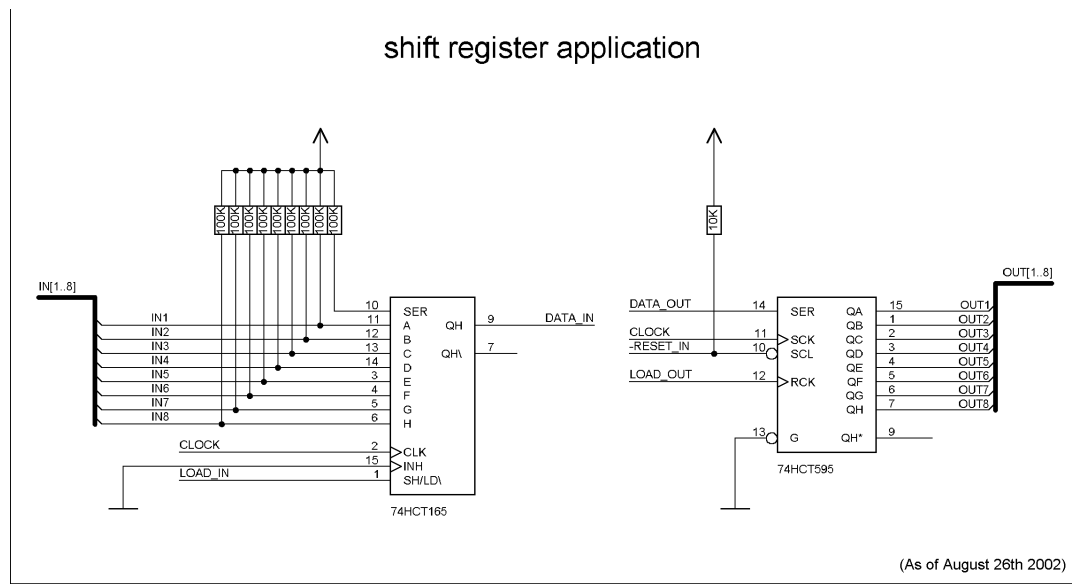 shift register application
100K
100K
100K
100K
100K
100K
100K
100K
100K
IN[1..8]
IN1
IN2
IN3
IN4
IN5
IN6
IN7
IN8
CLOCK
LOAD_IN
10
11
12
13
14
3
4
5
6
2
15
1
SER
A
B
C
D
E
F
G
H
CLK
INH
SH/LD\
QH
QH\
9
7
DATA_IN
74HCT165
10K
DATA_OUT
CLOCK
-RESET_IN
LOAD_OUT
14
11
10
12
13
SER
SCK
SCL
RCK
G
QA
QB
QC
QD
QE
QF
QG
QH
QH*
15
1
2
3
4
5
6
7
9
OUT1
OUT2
OUT3
OUT4
OUT5
OUT6
OUT7
OUT8
OUT[1..8]
74HCT595
(As of August 26th 2002)